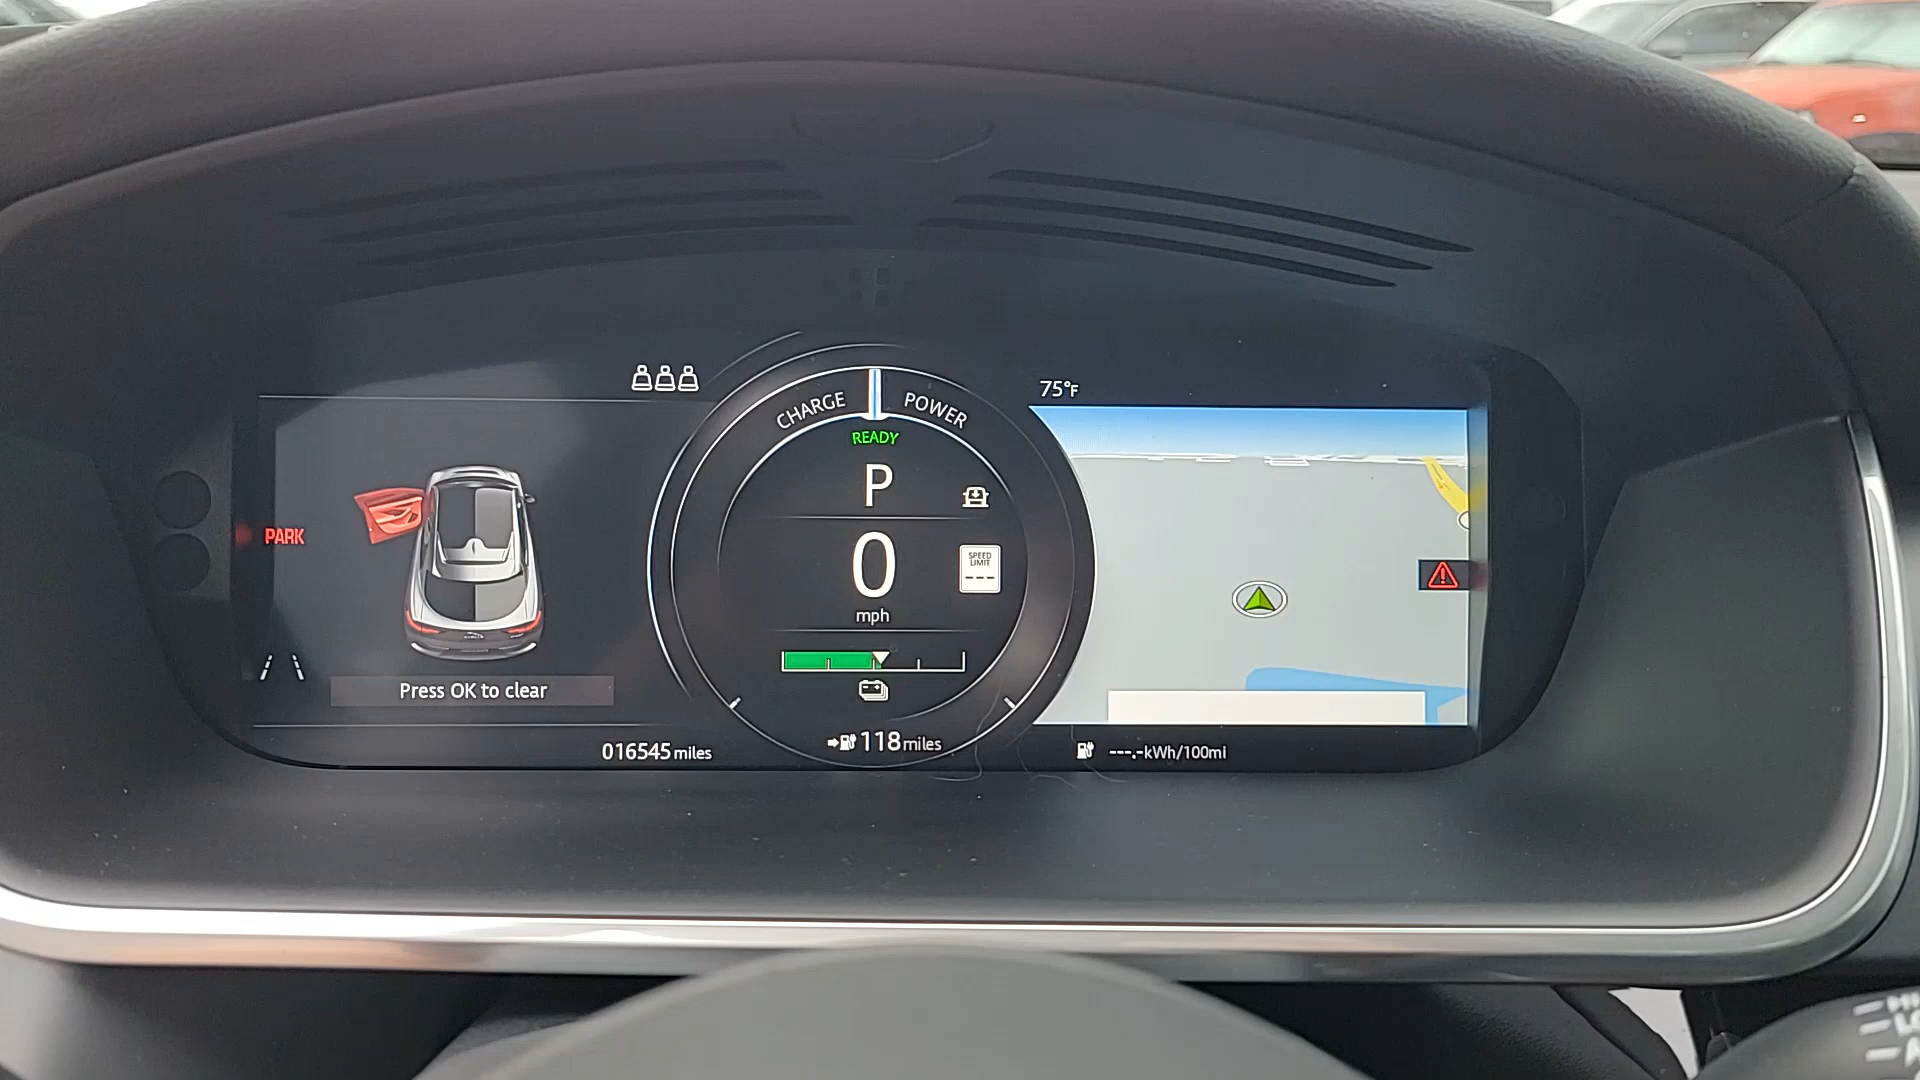 75°F
CHARGE
POWER
READY
P
PARK
0
SPEED
LIMIT
---
mph
Press OK to clear
016545 miles
118 miles
---.-kWh/100mi